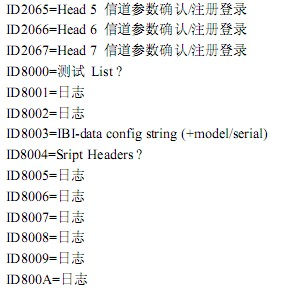 ID2065=Head 5 信道参数确认/注册登录
ID2066=Head 6 信道参数确认/注册登录
ID2067=Head 7 信道参数确认/注册登录
ID8000=测试 List ?
ID8001=日志
ID8002=日志
ID8003=IBI-data config string (+model/serial)
ID8004=Sript Headers ?
ID8005=日志
ID8006=日志
ID8007=日志
ID8008=日志
ID8009=日志
ID800A=日志